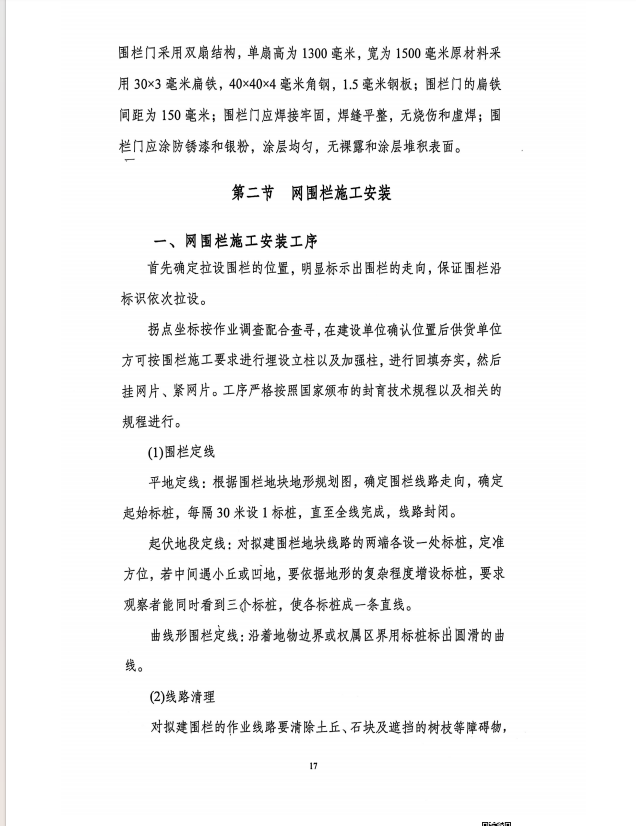 围栏门采用双扇结构，单扇高为 1300 毫米，宽为 1500 毫米原材料采
用 30×3 毫米扁铁，40×40×4 毫米角钢，1.5 毫米钢板；围栏门的扁铁
间距为 150 毫米；围栏门应焊接牢固，焊缝平整，无烧伤和虚焊；围
栏门应涂防锈漆和银粉，涂层均匀，无裸露和涂层堆积表面。
第二节 网围栏施工安装
一、网围栏施工安装工序
首先确定拉设围栏的位置，明显标示出围栏的走向，保证围栏沿
标识依次拉设。
拐点坐标按作业调查配合查寻，在建设单位确认位置后供货单位
方可按围栏施工要求进行埋设立柱以及加强柱，进行回填夯实，然后
挂网片、紧网片。工序严格按照国家颁布的封育技术规程以及相关的
规程进行。
(1)围栏定线
平地定线：根据围栏地块地形规划图，确定围栏线路走向，确定
起始标桩，每隔 30 米设 1 标桩，直至全线完成，线路封闭。
起伏地段定线：对拟建围栏地块线路的两端各设一处标桩，定准
方位，若中间遇小丘或凹地，要依据地形的复杂程度增设标桩，要求
观察者能同时看到三个标桩，使各标桩成一条直线。
曲线形围栏定线：沿着地物边界或权属区界用标桩标出圆滑的曲
线。
(2)线路清理
对拟建围栏的作业线路要清除土丘、石块及遮挡的树枝等障碍物，
17